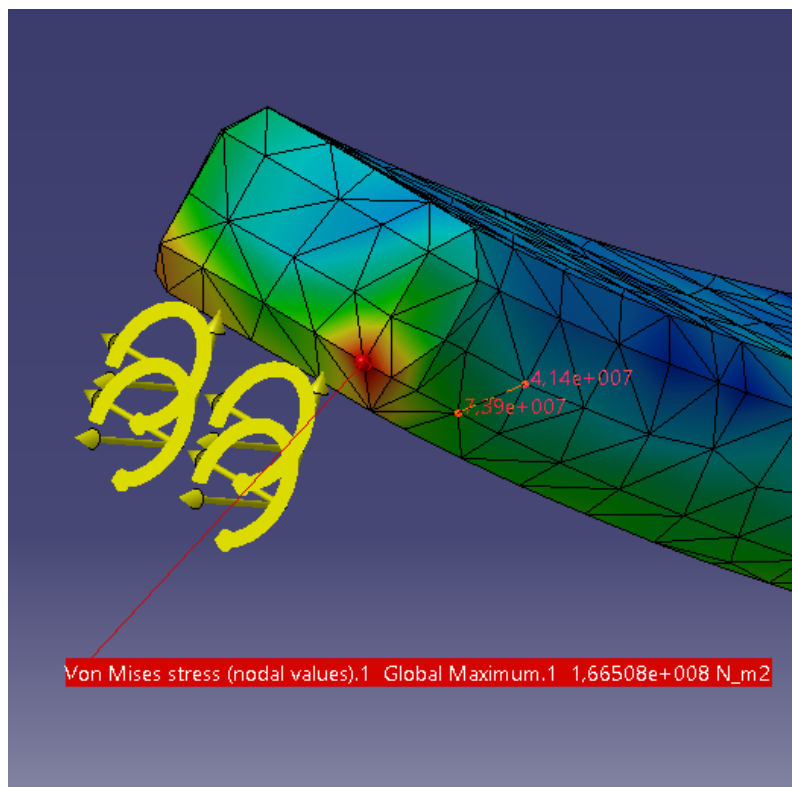 4,14e+007
7,39e+007
Von Mises stress (nodal values).1 Global Maximum.1 1,66508e+008 N_m2